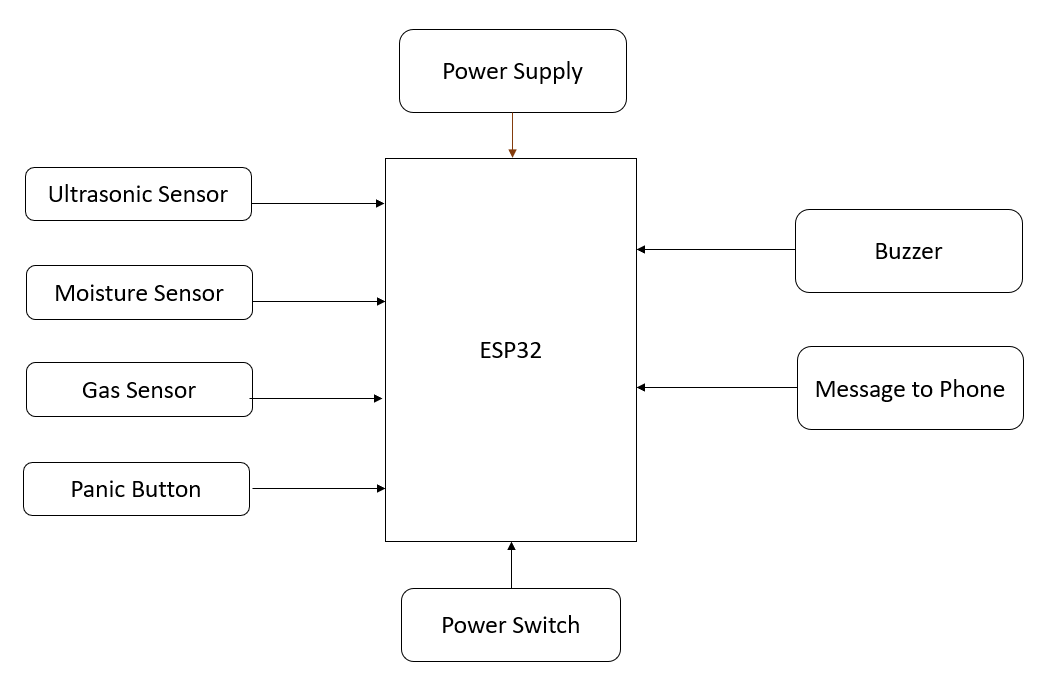 Power Supply
Ultrasonic Sensor
Moisture Sensor
Gas Sensor
Panic Button
ESP32
Buzzer
Message to Phone
Power Switch